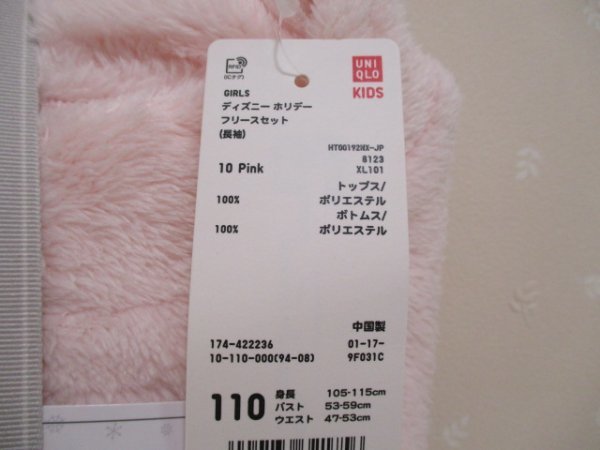 RFID
(ICタグ)
UNI
QLO
KIDS
GIRLS
ディズニー ホリデー
フリースセット
(長袖)
HT00192HX-JP
8123
10 Pink
XL101
トップス/
100% ポリエステル
ボトムス/
100% ポリエステル
中国製
174-422236 01-17-
10-110-000(94-08) 9F031C
110
身長 105-115cm
バスト 53-59cm
ウエスト 47-53cm